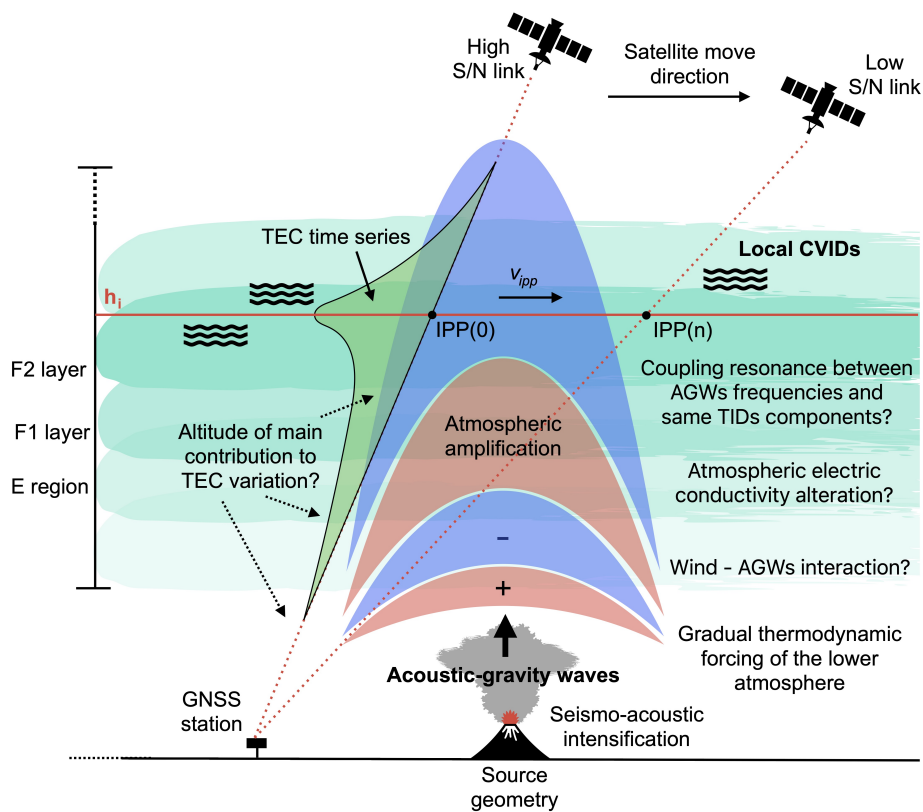 High
S/N link
Satellite move
direction
Low
S/N link
TEC time series
Local CVIDs
v_ipp
h_i
IPP(0)
IPP(n)
F2 layer
F1 layer
E region
Coupling resonance between
AGWs frequencies and
same TIDs components?
Altitude of main
contribution to
TEC variation?
Atmospheric
amplification
Atmospheric electric
conductivity alteration?
-
Wind - AGWs interaction?
+
Gradual thermodynamic
forcing of the lower
atmosphere
Acoustic-gravity waves
GNSS
station
Seismo-acoustic
intensification
Source
geometry